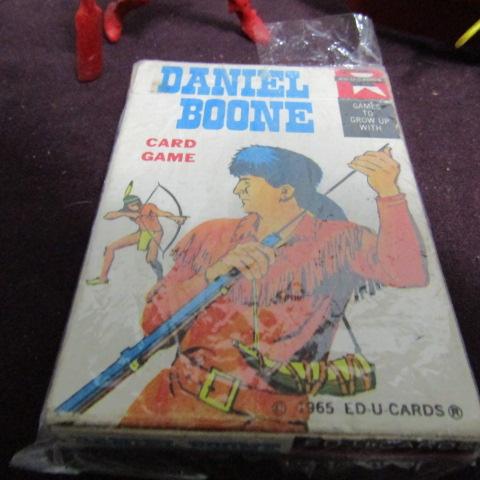 DANIEL
BOONE
CARD
GAME
GAMES
TO
GROW UP
WITH
© 1965 ED-U-CARDS®